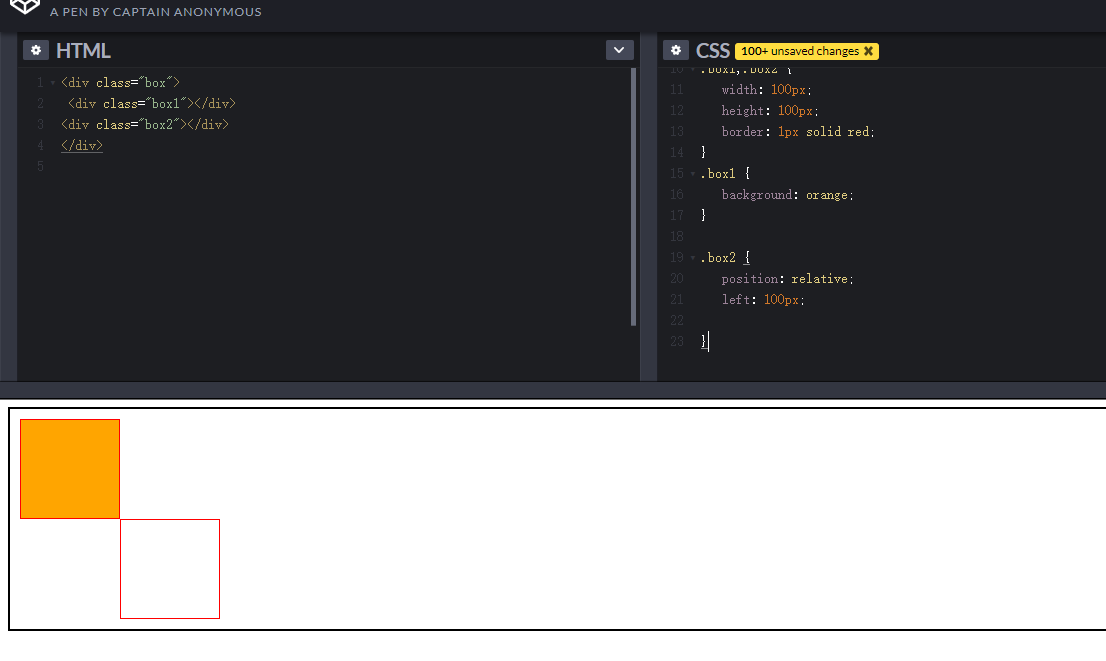 A PEN BY CAPTAIN ANONYMOUS
HTML
1 <div class="box">
2 <div class="box1"></div>
3 <div class="box2"></div>
4 </div>
5
CSS 100+ unsaved changes ✖
10 .box1,.box2 {
11 width: 100px;
12 height: 100px;
13 border: 1px solid red;
14 }
15 .box1 {
16 background: orange;
17 }
18
19 .box2 {
20 position: relative;
21 left: 100px;
22
23 }